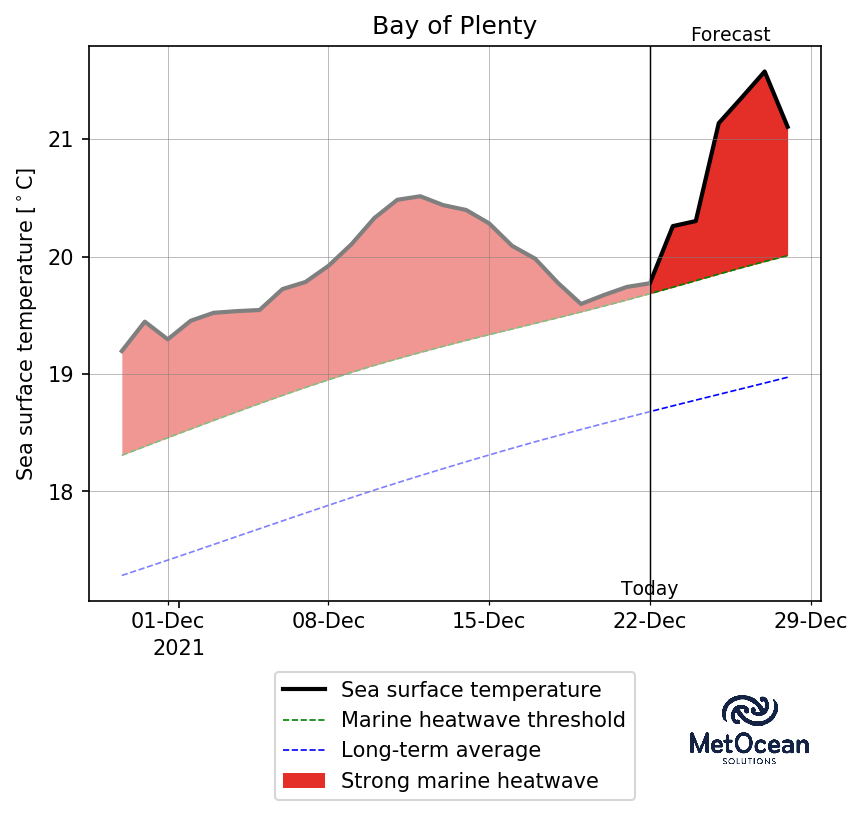 Bay of Plenty
Forecast
Sea surface temperature [°C]
21
20
19
18
Today
01-Dec 08-Dec 15-Dec 22-Dec 29-Dec
2021
Sea surface temperature
Marine heatwave threshold
Long-term average
Strong marine heatwave
MetOcean
SOLUTIONS